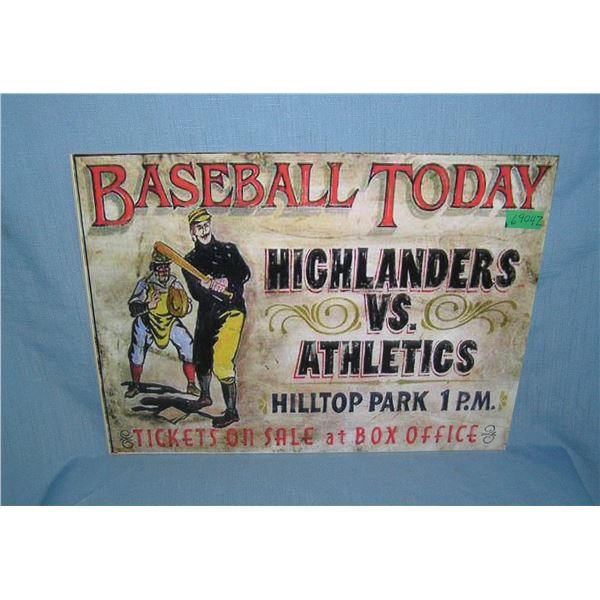 BASEBALL TODAY
69042
HIGHLANDERS
VS.
ATHLETICS
HILLTOP PARK 1 P.M.
TICKETS ON SALE at BOX OFFICE